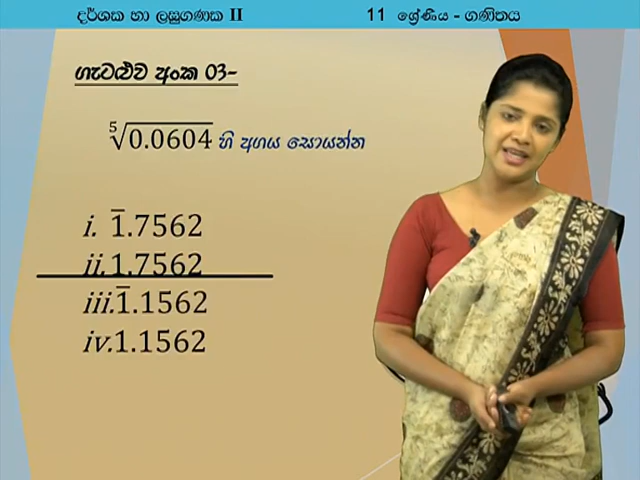 දර්ශක හා ලඝුගණක II 11 ශ්‍රේණිය - ගණිතය
ගැටළුව අංක 03-
⁵√0.0604 හි අගය සොයන්න
i. 1̅.7562
ii. 1.7562
iii. 1̅.1562
iv. 1.1562